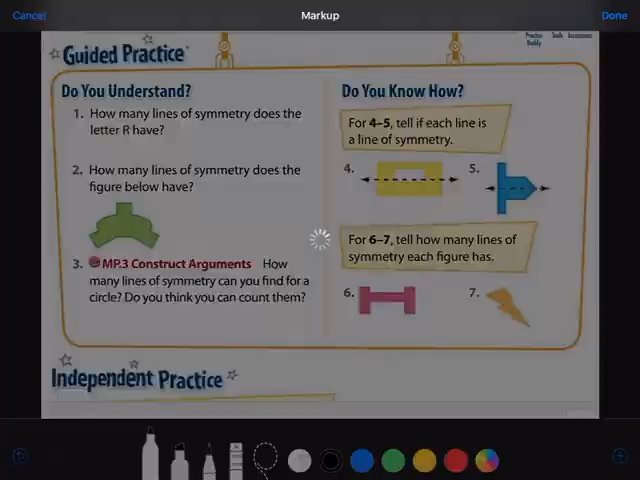 Cancel
Markup
Done
Guided Practice
Practice
Buddy
Tools
Assessment
Do You Understand?
1. How many lines of symmetry does the
letter R have?
2. How many lines of symmetry does the
figure below have?
3. MP.3 Construct Arguments How
many lines of symmetry can you find for a
circle? Do you think you can count them?
Do You Know How?
For 4–5, tell if each line is
a line of symmetry.
4.
5.
For 6–7, tell how many lines of
symmetry each figure has.
6.
7.
Independent Practice